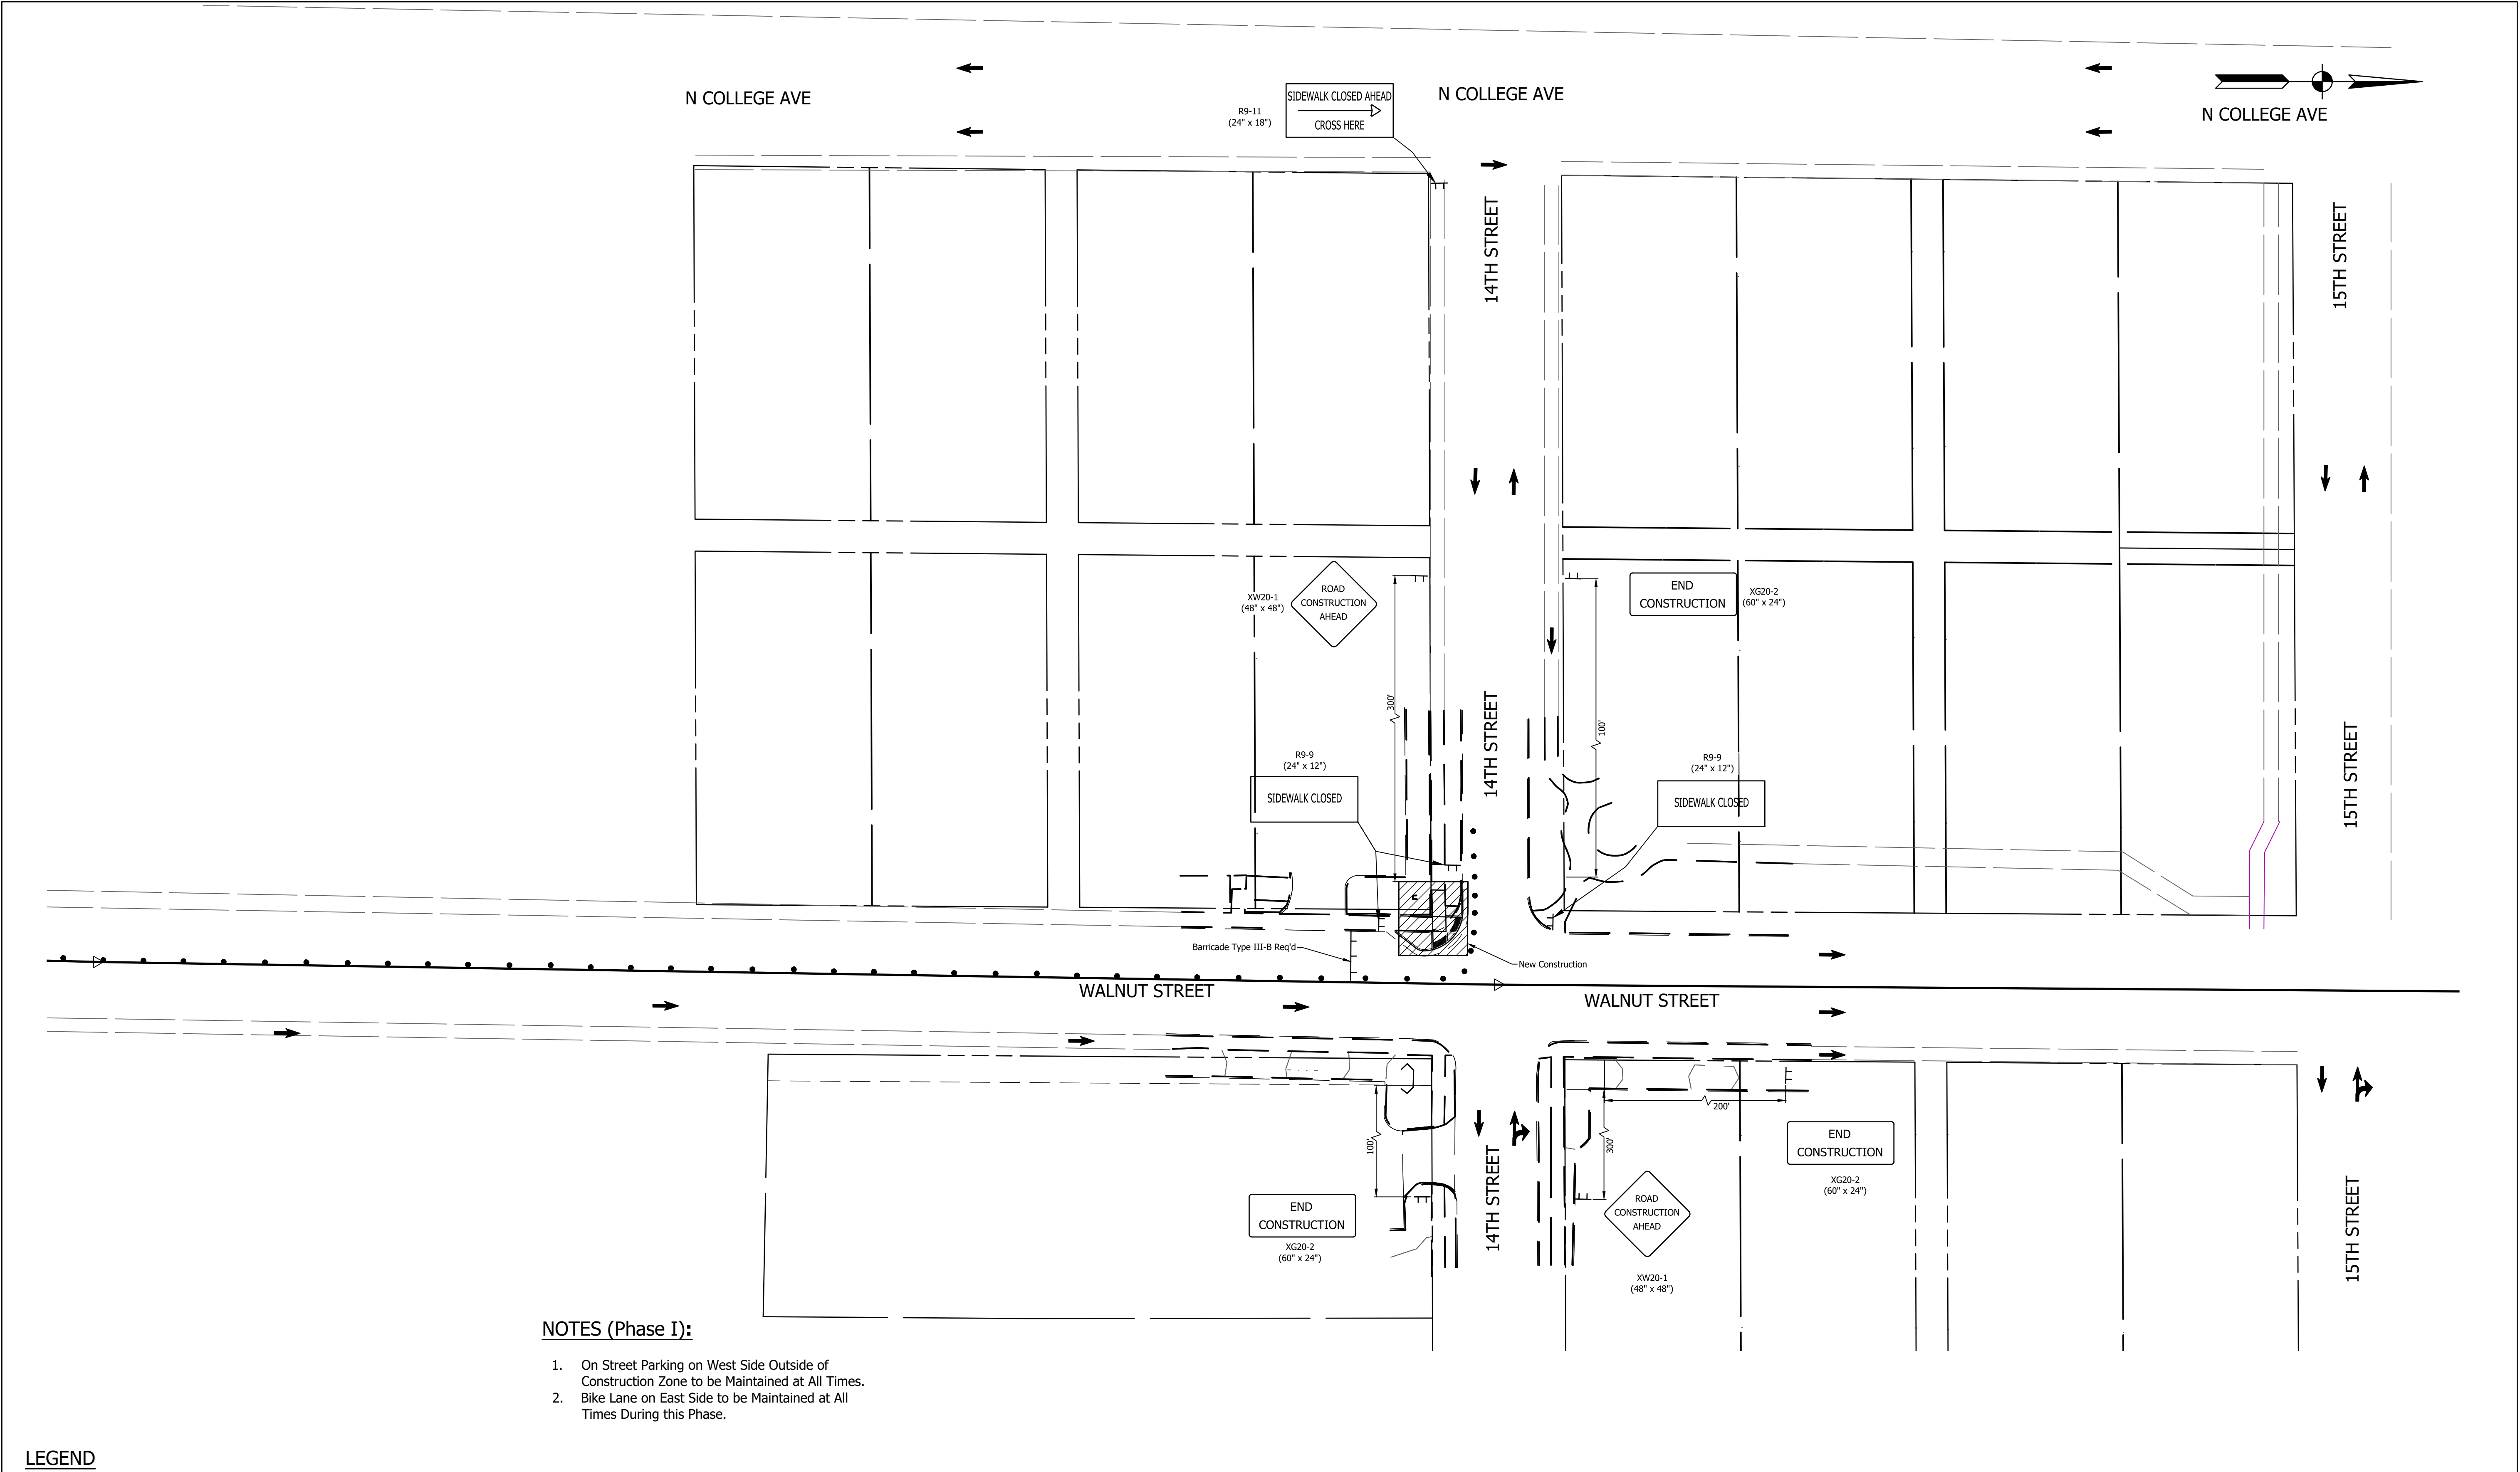 N COLLEGE AVE
R9-11
(24" x 18")
SIDEWALK CLOSED AHEAD
CROSS HERE
N COLLEGE AVE
N COLLEGE AVE
14TH STREET
15TH STREET
XW20-1
(48" x 48")
ROAD
CONSTRUCTION
AHEAD
END
CONSTRUCTION
XG20-2
(60" x 24")
300'
100'
14TH STREET
15TH STREET
R9-9
(24" x 12")
SIDEWALK CLOSED
R9-9
(24" x 12")
SIDEWALK CLOSED
Barricade Type III-B Req'd
New Construction
WALNUT STREET
WALNUT STREET
200'
100'
300'
END
CONSTRUCTION
XG20-2
(60" x 24")
14TH STREET
15TH STREET
END
CONSTRUCTION
XG20-2
(60" x 24")
ROAD
CONSTRUCTION
AHEAD
XW20-1
(48" x 48")
NOTES (Phase I):
1. On Street Parking on West Side Outside of
Construction Zone to be Maintained at All Times.
2. Bike Lane on East Side to be Maintained at All
Times During this Phase.
LEGEND